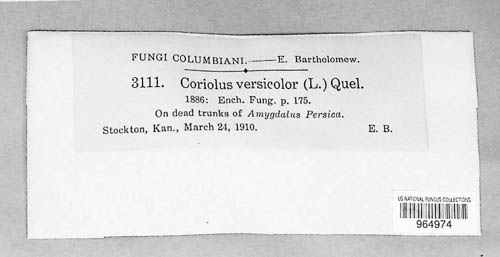 FUNGI COLUMBIANI.——E. Bartholomew.
3111. Coriolus versicolor (L.) Quel.
1886: Ench. Fung. p. 175.
On dead trunks of Amygdalus Persica.
Stockton, Kan., March 24, 1910. E. B.
US NATIONAL FUNGUS COLLECTIONS
964974